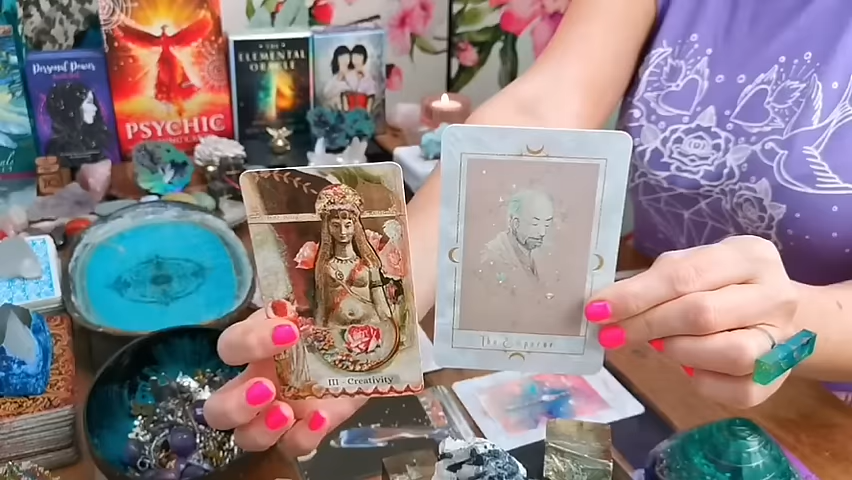 Personal Power
PSYCHIC
THE
ELEMENTAL
ORACLE
III Creativity
The Emperor